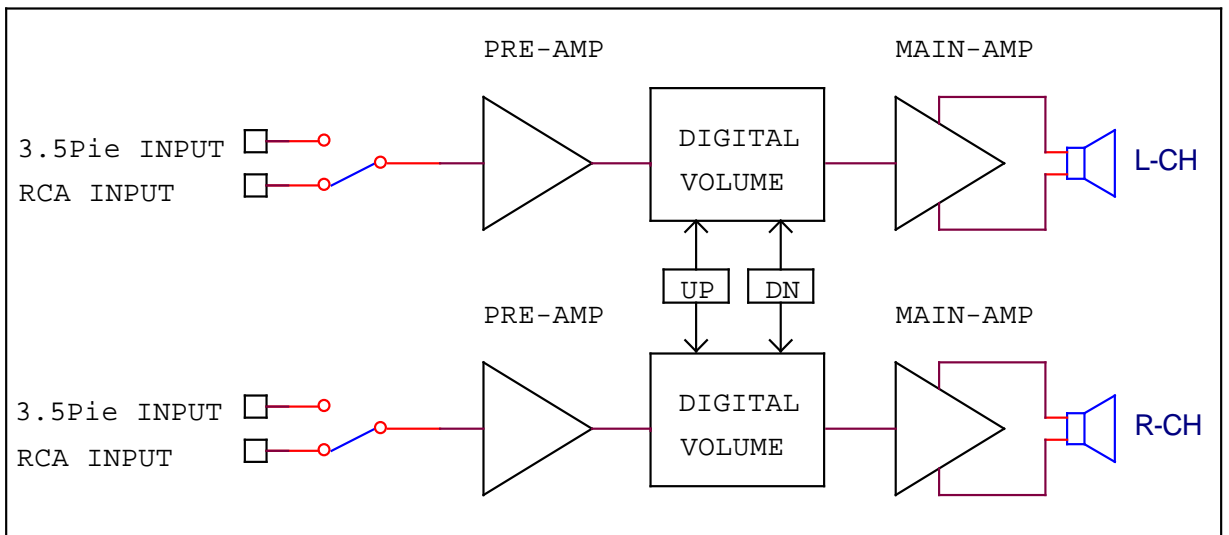 PRE-AMP MAIN-AMP
3.5Pie INPUT
RCA INPUT
DIGITAL
VOLUME
L-CH
UP DN
PRE-AMP MAIN-AMP
3.5Pie INPUT
RCA INPUT
DIGITAL
VOLUME
R-CH